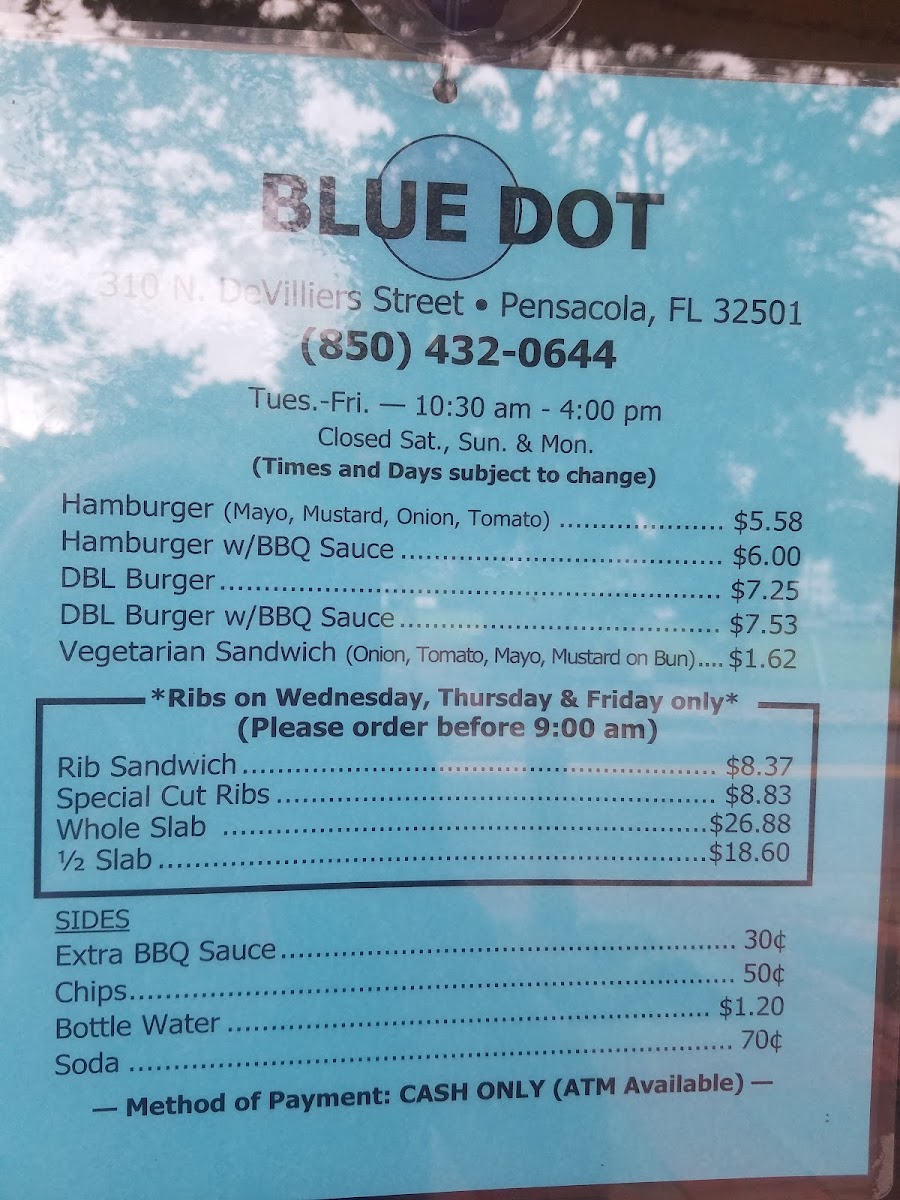 BLUE DOT
310 N. DeVilliers Street • Pensacola, FL 32501
(850) 432-0644
Tues.-Fri. — 10:30 am - 4:00 pm
Closed Sat., Sun. & Mon.
(Times and Days subject to change)
Hamburger (Mayo, Mustard, Onion, Tomato) ..................... $5.58
Hamburger w/BBQ Sauce ..................................... $6.00
DBL Burger .......................................................... $7.25
DBL Burger w/BBQ Sauce ..................................... $7.53
Vegetarian Sandwich (Onion, Tomato, Mayo, Mustard on Bun).... $1.62
*Ribs on Wednesday, Thursday & Friday only*
(Please order before 9:00 am)
Rib Sandwich ....................................................... $8.37
Special Cut Ribs ................................................... $8.83
Whole Slab ........................................................ $26.88
½ Slab ................................................................ $18.60
SIDES
Extra BBQ Sauce ..................................................... 30¢
Chips ...................................................................... 50¢
Bottle Water ........................................................ $1.20
Soda ...................................................................... 70¢
— Method of Payment: CASH ONLY (ATM Available) —